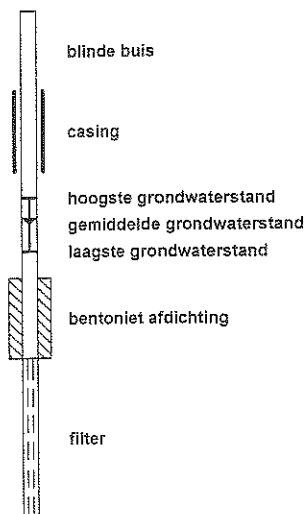 blinde buis
casing
hoogste grondwaterstand
gemiddelde grondwaterstand
laagste grondwaterstand
bentoniet afdichting
filter